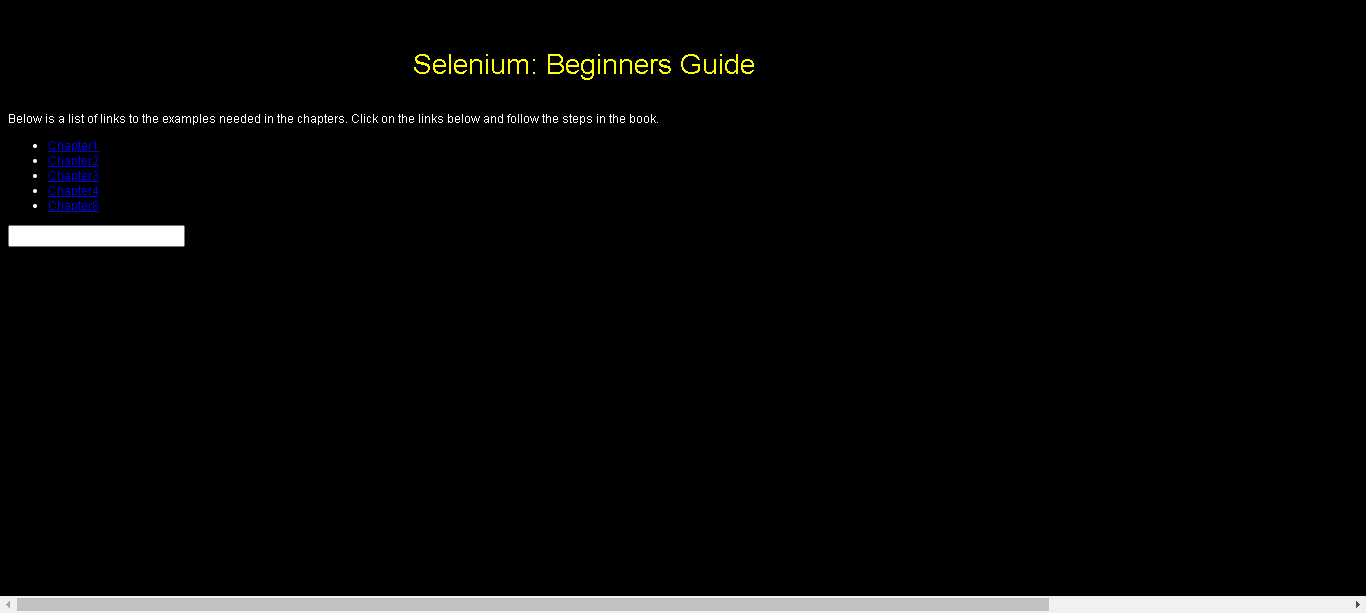 Selenium: Beginners Guide
Below is a list of links to the examples needed in the chapters. Click on the links below and follow the steps in the book.
Chapter1
Chapter2
Chapter3
Chapter4
Chapter8